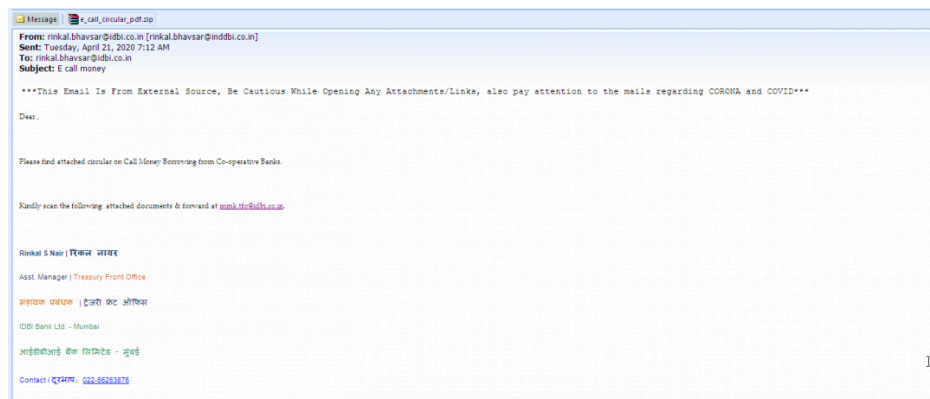 Message e_call_circular_pdf.zip
From: rinkal.bhavsar@idbi.co.in [rinkal.bhavsar@inddbi.co.in]
Sent: Tuesday, April 21, 2020 7:12 AM
To: rinkal.bhavsar@idbi.co.in
Subject: E call money
***This Email Is From External Source, Be Cautious While Opening Any Attachments/Links, also pay attention to the mails regarding CORONA and COVID***
Dear,
Please find attached circular on Call Money Borrowing from Co-operative Banks.
Kindly scan the following attached documents & forward at mmk.tfo@idbi.co.in.
Rinkal S Nair | रिंकल नायर
Asst. Manager | Treasury Front Office
सहायक प्रबंधक | ट्रेजरी फ्रंट ऑफिस
IDBI Bank Ltd. - Mumbai
आईडीबीआई बैंक लिमिटेड - मुंबई
Contact / दूरभाष: 022-66263876